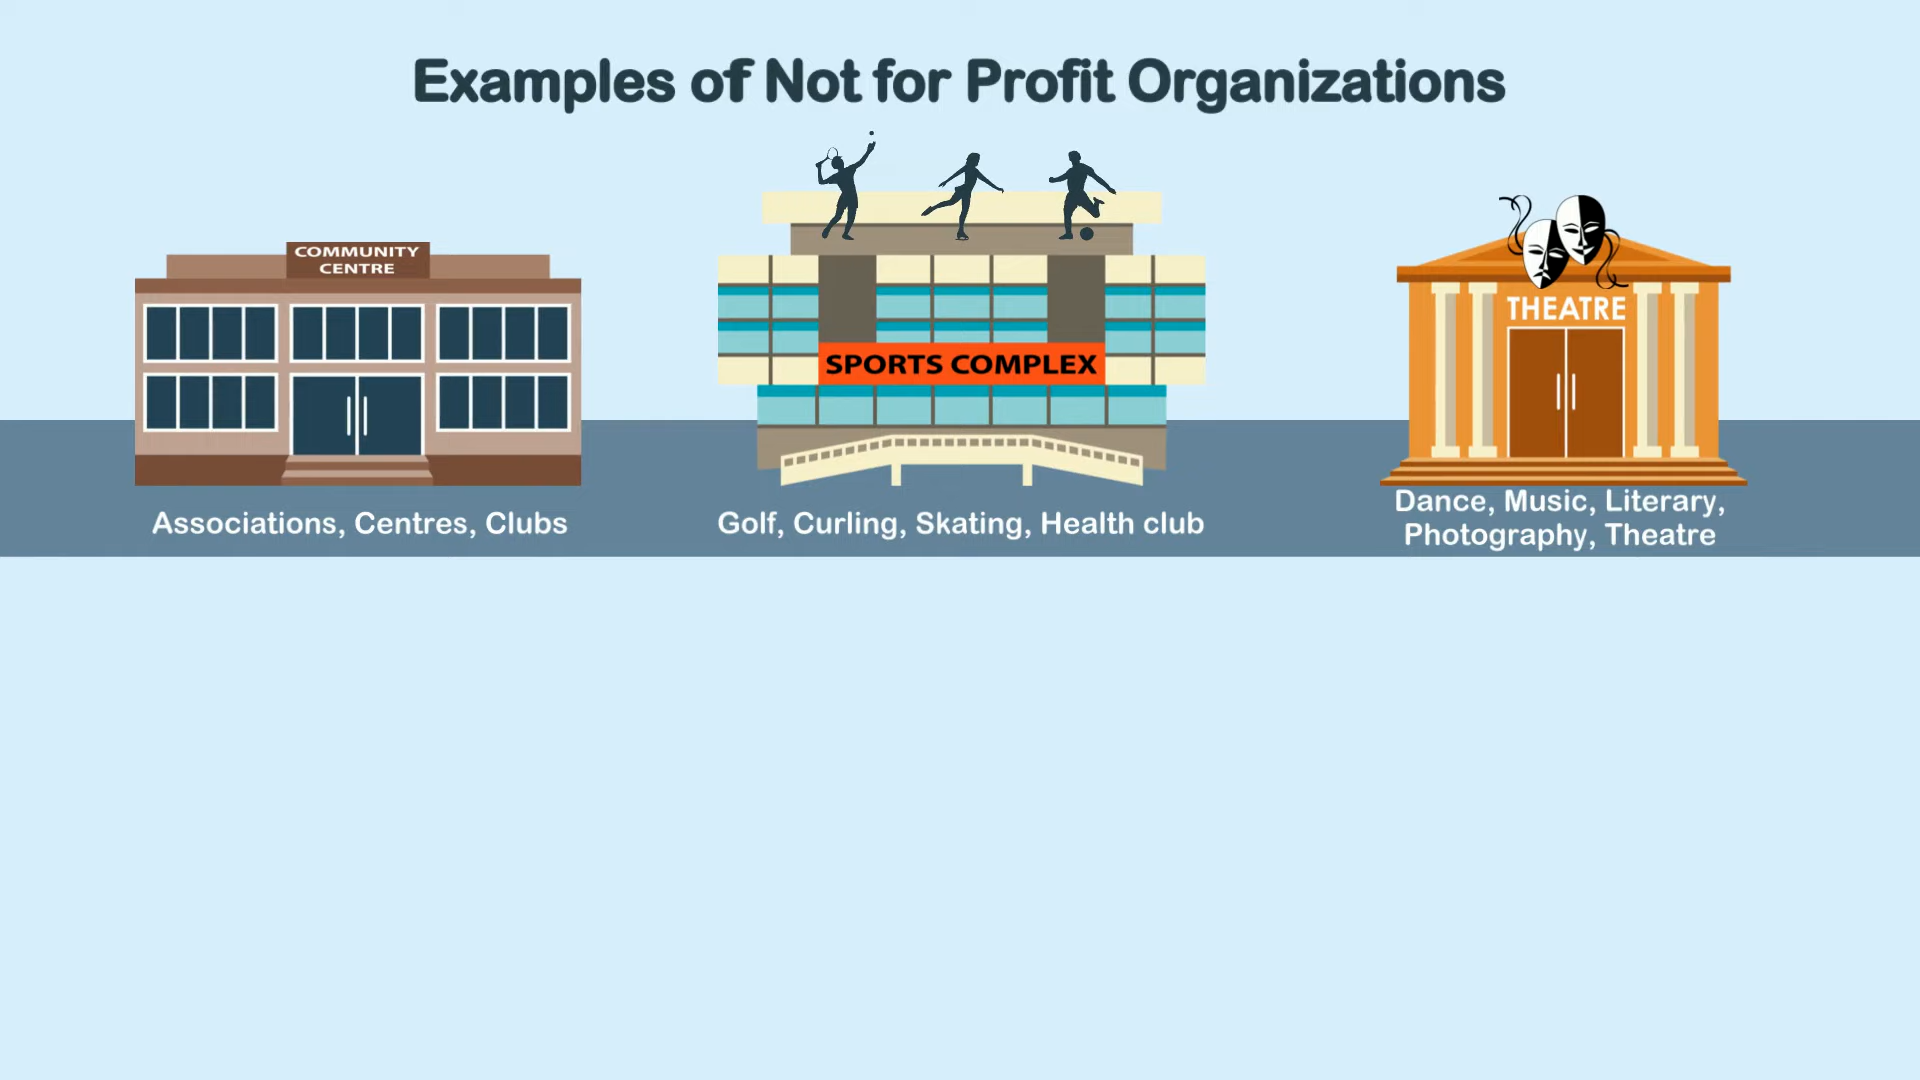 Examples of Not for Profit Organizations
COMMUNITY
CENTRE
SPORTS COMPLEX
THEATRE
Associations, Centres, Clubs
Golf, Curling, Skating, Health club
Dance, Music, Literary,
Photography, Theatre